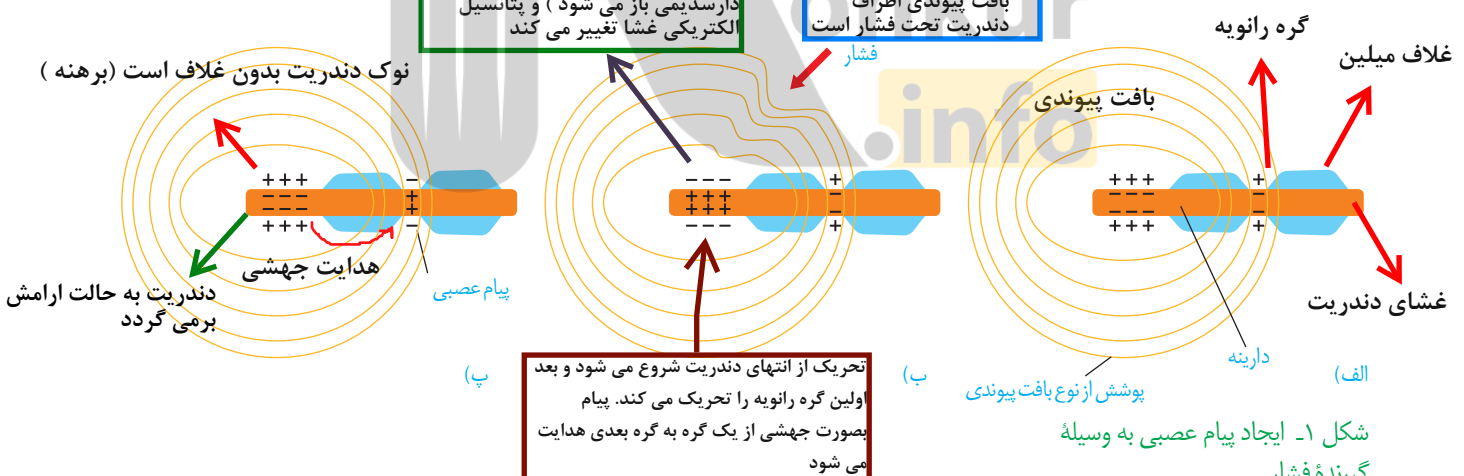 دارسدیمی باز می شود ) و پتانسیل
الکتریکی غشا تغییر می کند
بافت پیوندی اطراف
دندریت تحت فشار است
فشار
گره رانویه
غلاف میلین
بافت پیوندی
نوک دندریت بدون غلاف است (برهنه )
.info
هدایت جهشی
پیام عصبی
دندریت به حالت ارامش
برمی گردد
غشای دندریت
دارینه
پوشش از نوع بافت پیوندی
الف)
ب)
پ)
تحریک از انتهای دندریت شروع می شود و بعد
اولین گره رانویه را تحریک می کند. پیام
بصورت جهشی از یک گره به گره بعدی هدایت
می شود
شکل ۱ـ ایجاد پیام عصبی به وسیلهٔ
گیرندهٔ فشار